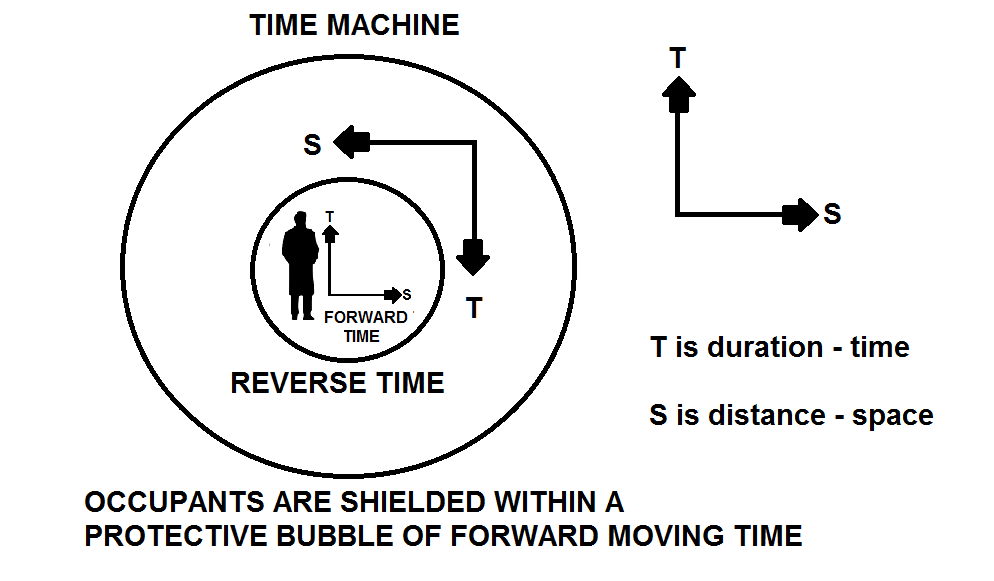 TIME MACHINE
T
S
S
T
T
S
FORWARD
TIME
REVERSE TIME
T is duration - time
S is distance - space
OCCUPANTS ARE SHIELDED WITHIN A
PROTECTIVE BUBBLE OF FORWARD MOVING TIME